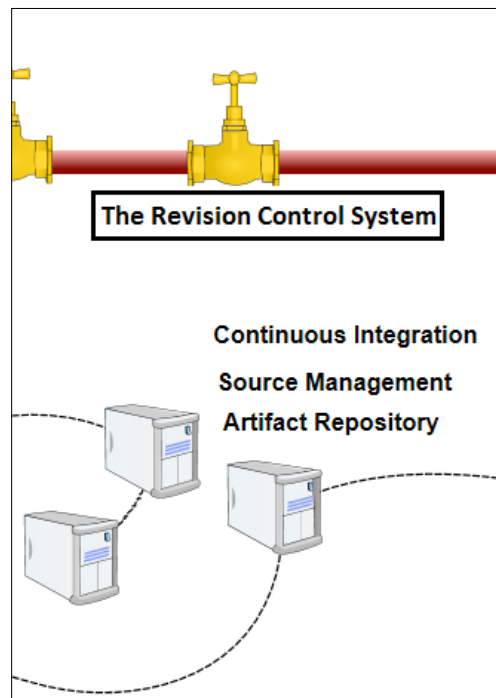 The Revision Control System
Continuous Integration
Source Management
Artifact Repository